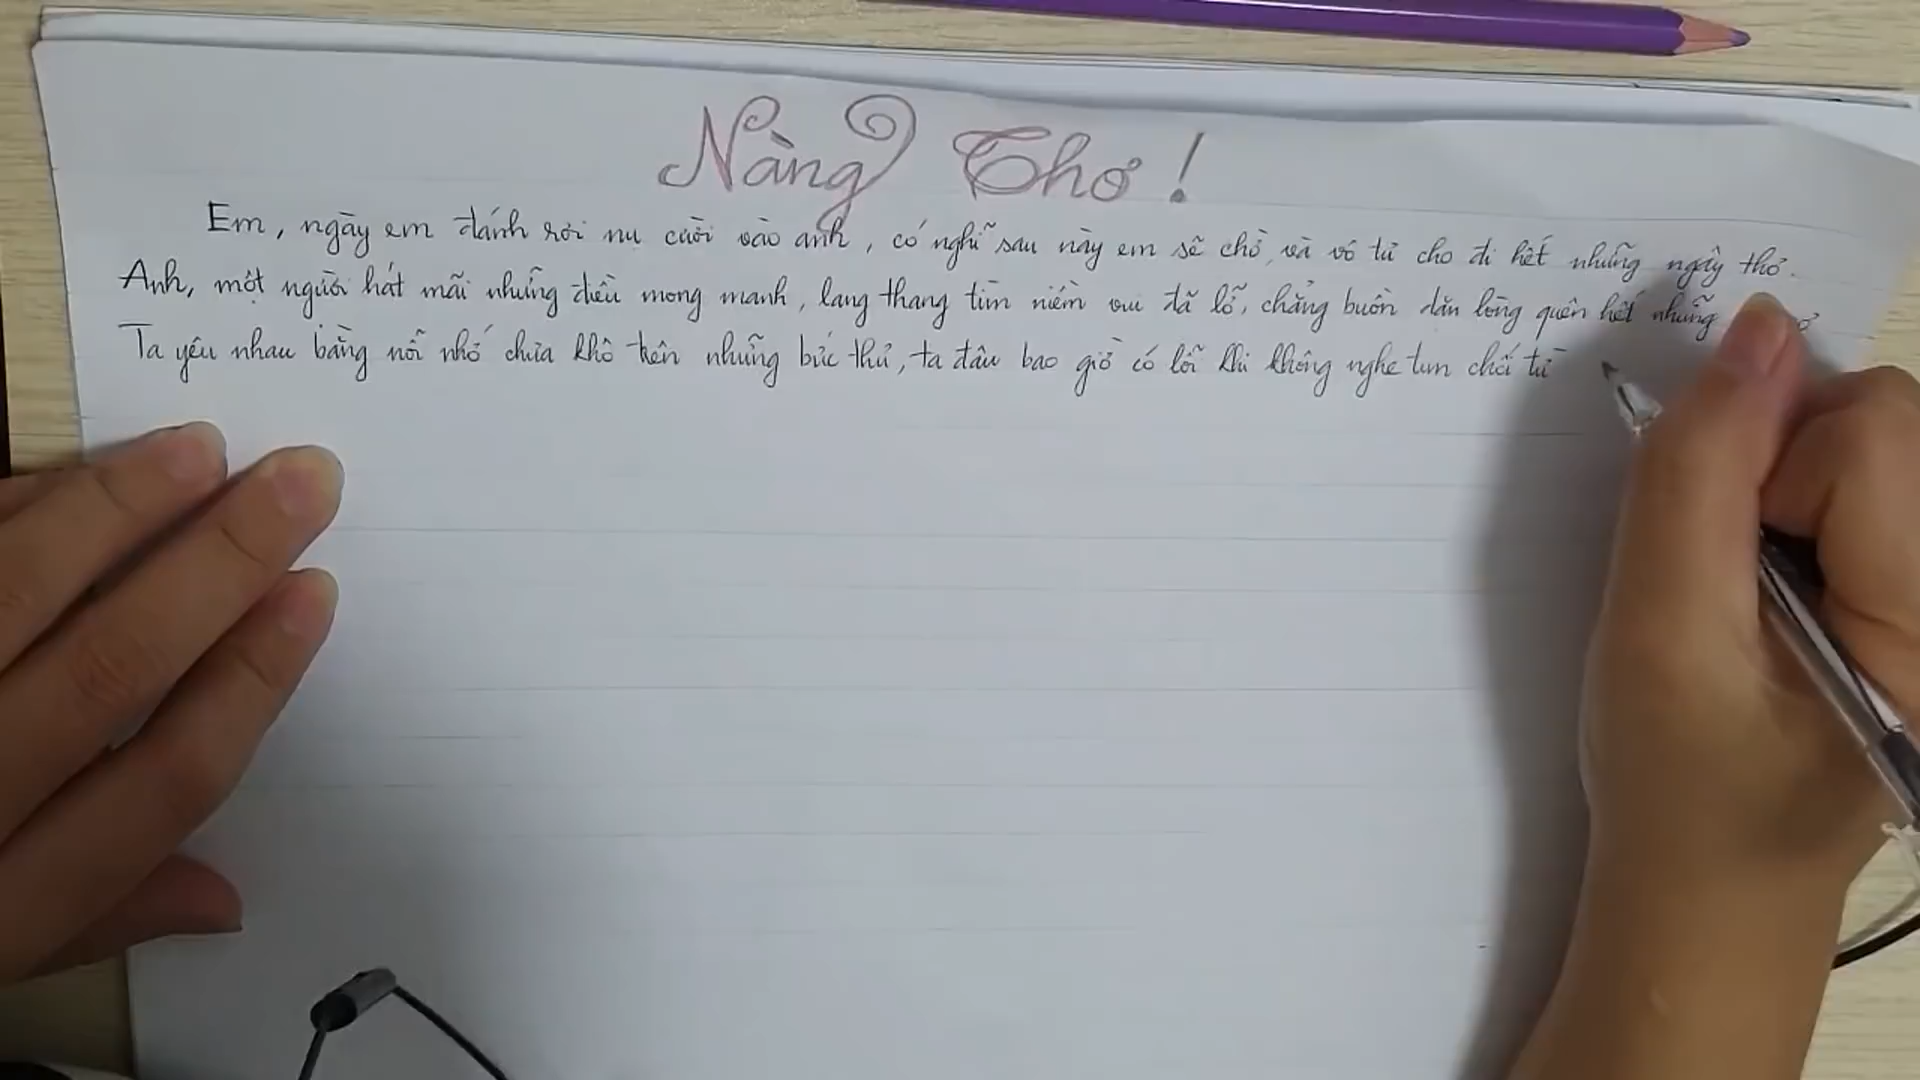 Nàng Thơ !
Em, ngày em đánh rơi nụ cười vào anh, có nghĩ sau này em sẽ chờ, và vô tư cho đi hết những ngây thơ.
Anh, một người hát mãi những điều mong manh, lang thang tìm niềm vui đã lỡ, chẳng buồn dặn lòng quên hết những
Ta yêu nhau bằng nỗi nhớ chưa khô trên những bức thư, ta đâu bao giờ có lỗi khi không nghe tim chối từ